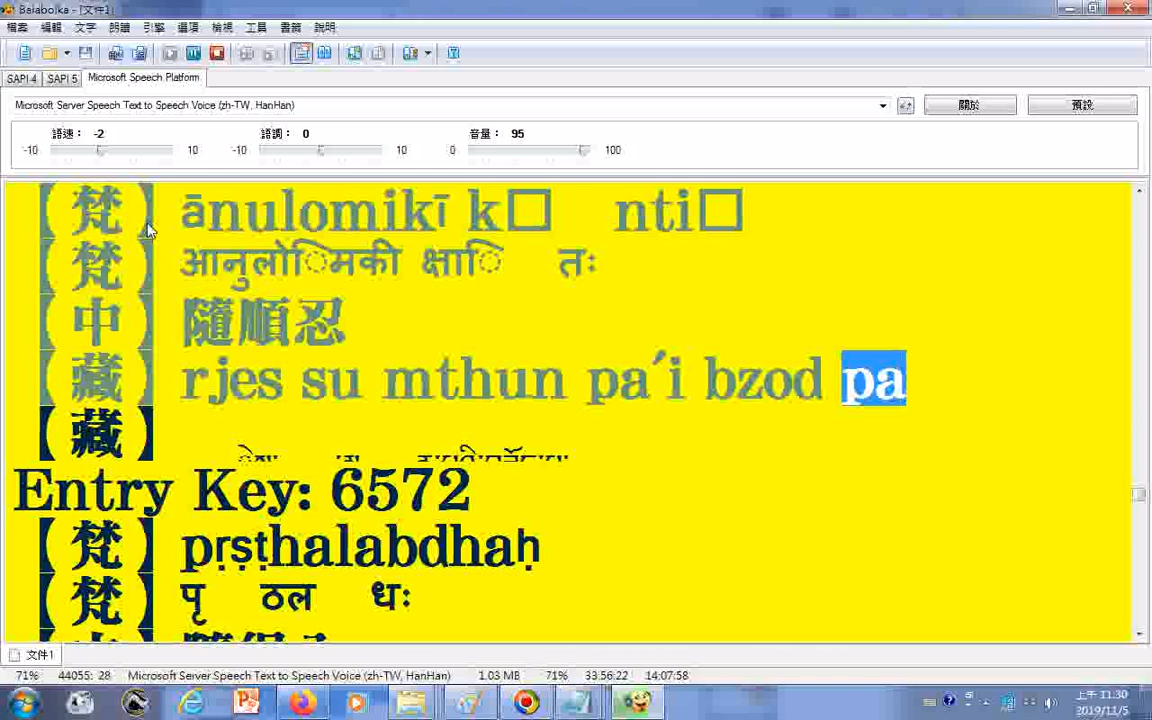 Balabolka - [文件1]
檔案 編輯 文字 朗讀 引擎 選項 檢視 工具 書籤 說明
SAPI 4 SAPI 5 Microsoft Speech Platform
Microsoft Server Speech Text to Speech Voice (zh-TW, HanHan) 關於 預設
語速： -2 語調： 0 音量： 95
-10 10 -10 10 0 100
【梵】 ānulomikī k□ nti□
【梵】 आनुलोिमकी क्षाि तः
【中】 隨順忍
【藏】 rjes su mthun pa´i bzod pa
【藏】
Entry Key: 6572
【梵】 pṛṣṭhalabdhaḥ
【梵】 पृ ठल धः
文件1
71% 44055: 28 Microsoft Server Speech Text to Speech Voice (zh-TW, HanHan) 1.03 MB 71% 33:56:22 14:07:58
上午 11:30
2019/11/5